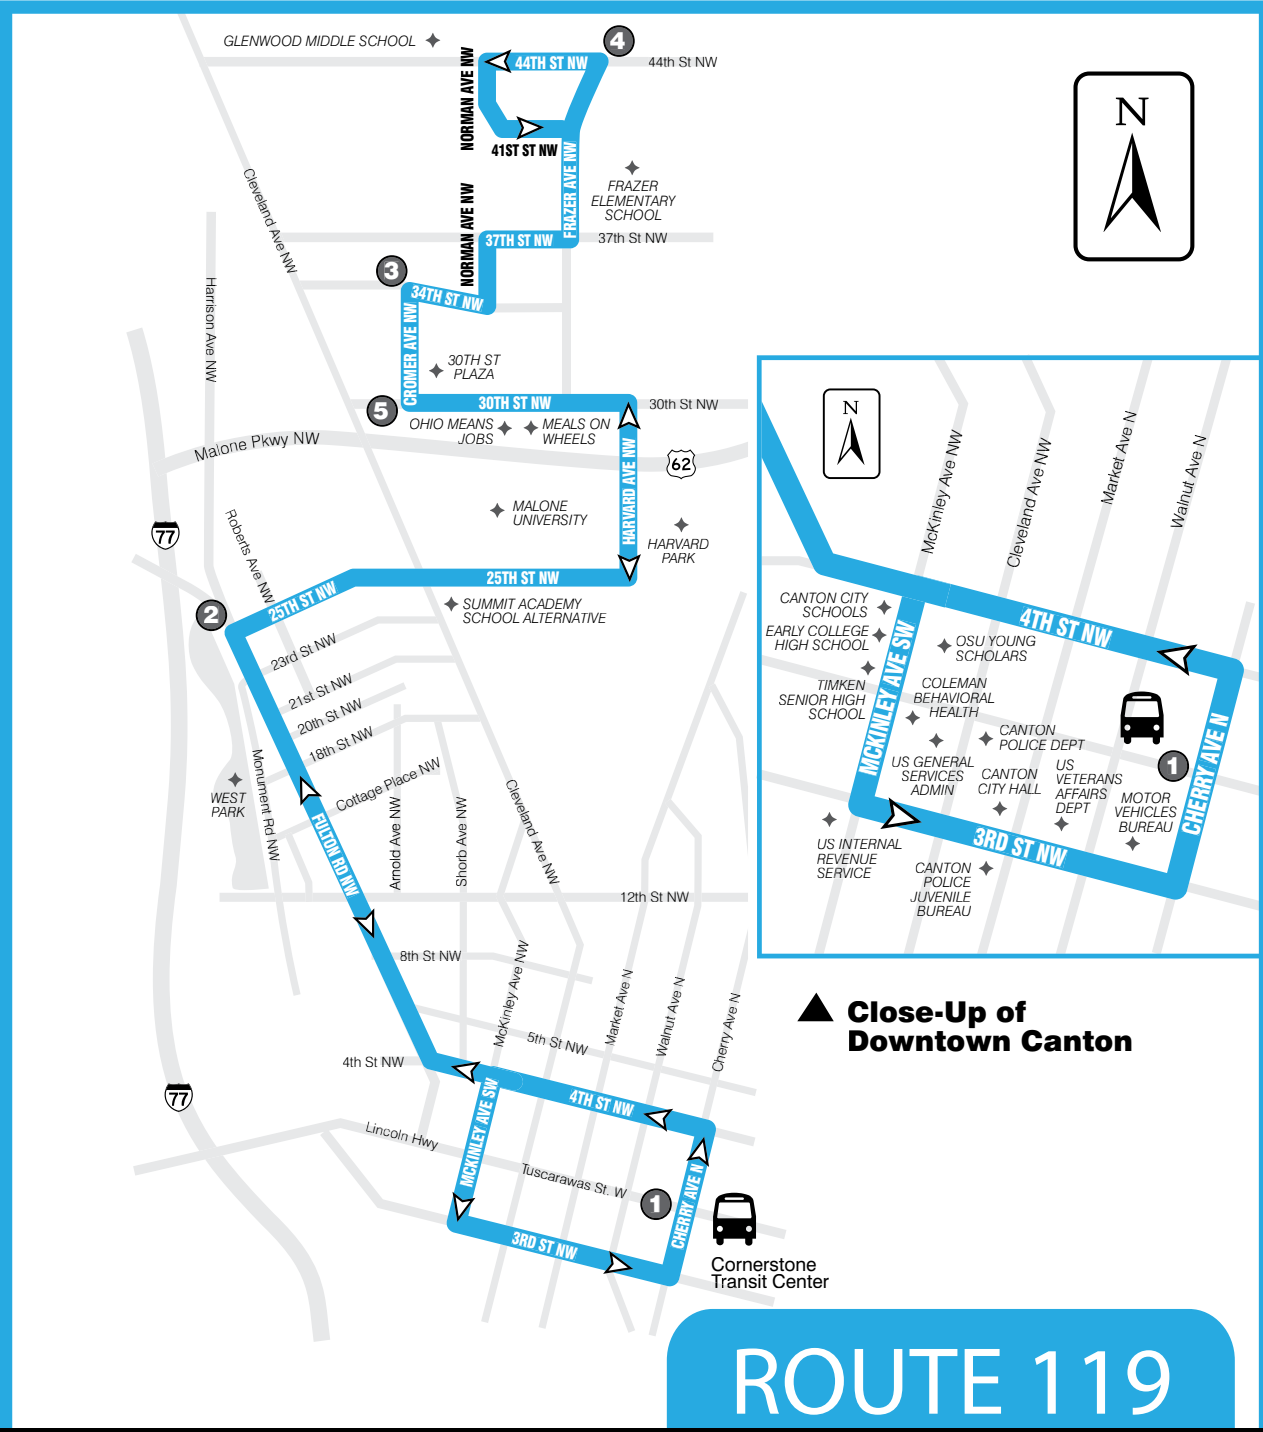 GLENWOOD MIDDLE SCHOOL
4
44TH ST NW
44th St NW
NORMAN AVE NW
41ST ST NW
FRAZER AVE NW
FRAZER
ELEMENTARY
SCHOOL
Cleveland Ave NW
NORMAN AVE NW
37TH ST NW
37th St NW
3
34TH ST NW
Harrison Ave NW
CROMER AVE NW
30TH ST
PLAZA
5
30TH ST NW
30th St NW
OHIO MEANS
JOBS
MEALS ON
WHEELS
Malone Pkwy NW
62
HARVARD AVE NW
MALONE
UNIVERSITY
77
Roberts Ave NW
HARVARD
PARK
25TH ST NW
25TH ST NW
2
SUMMIT ACADEMY
SCHOOL ALTERNATIVE
23rd St NW
21st St NW
20th St NW
18th St NW
WEST
PARK
Monument Rd NW
Cottage Place NW
FULTON RD NW
Arnold Ave NW
Shorb Ave NW
Cleveland Ave NW
12th St NW
8th St NW
McKinley Ave NW
Market Ave N
Walnut Ave N
Cherry Ave N
5th St NW
4th St NW
77
4TH ST NW
MCKINLEY AVE SW
Lincoln Hwy
Tuscarawas St. W
1
CHERRY AVE N
3RD ST NW
Cornerstone
Transit Center
N
N
McKinley Ave NW
Cleveland Ave NW
Market Ave N
Walnut Ave N
CANTON CITY
SCHOOLS
EARLY COLLEGE
HIGH SCHOOL
TIMKEN
SENIOR HIGH
SCHOOL
MCKINLEY AVE SW
4TH ST NW
OSU YOUNG
SCHOLARS
COLEMAN
BEHAVIORAL
HEALTH
CANTON
POLICE DEPT
US GENERAL
SERVICES
ADMIN
CANTON
CITY HALL
US
VETERANS
AFFAIRS
DEPT
MOTOR
VEHICLES
BUREAU
1
CHERRY AVE N
3RD ST NW
US INTERNAL
REVENUE
SERVICE
CANTON
POLICE
JUVENILE
BUREAU
Close-Up of
Downtown Canton
ROUTE 119